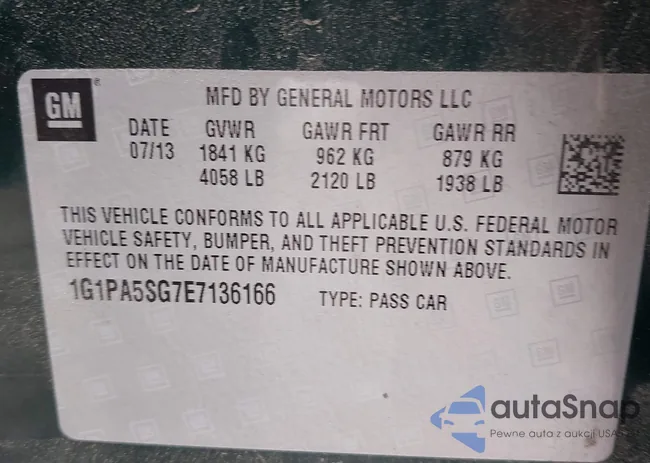 GM
®
MFD BY GENERAL MOTORS LLC
DATE GVWR GAWR FRT GAWR RR
07/13 1841 KG 962 KG 879 KG
4058 LB 2120 LB 1938 LB
THIS VEHICLE CONFORMS TO ALL APPLICABLE U.S. FEDERAL MOTOR
VEHICLE SAFETY, BUMPER, AND THEFT PREVENTION STANDARDS IN
EFFECT ON THE DATE OF MANUFACTURE SHOWN ABOVE.
1G1PA5SG7E7136166 TYPE: PASS CAR
autaSnap
Pewne auta z aukcji USA